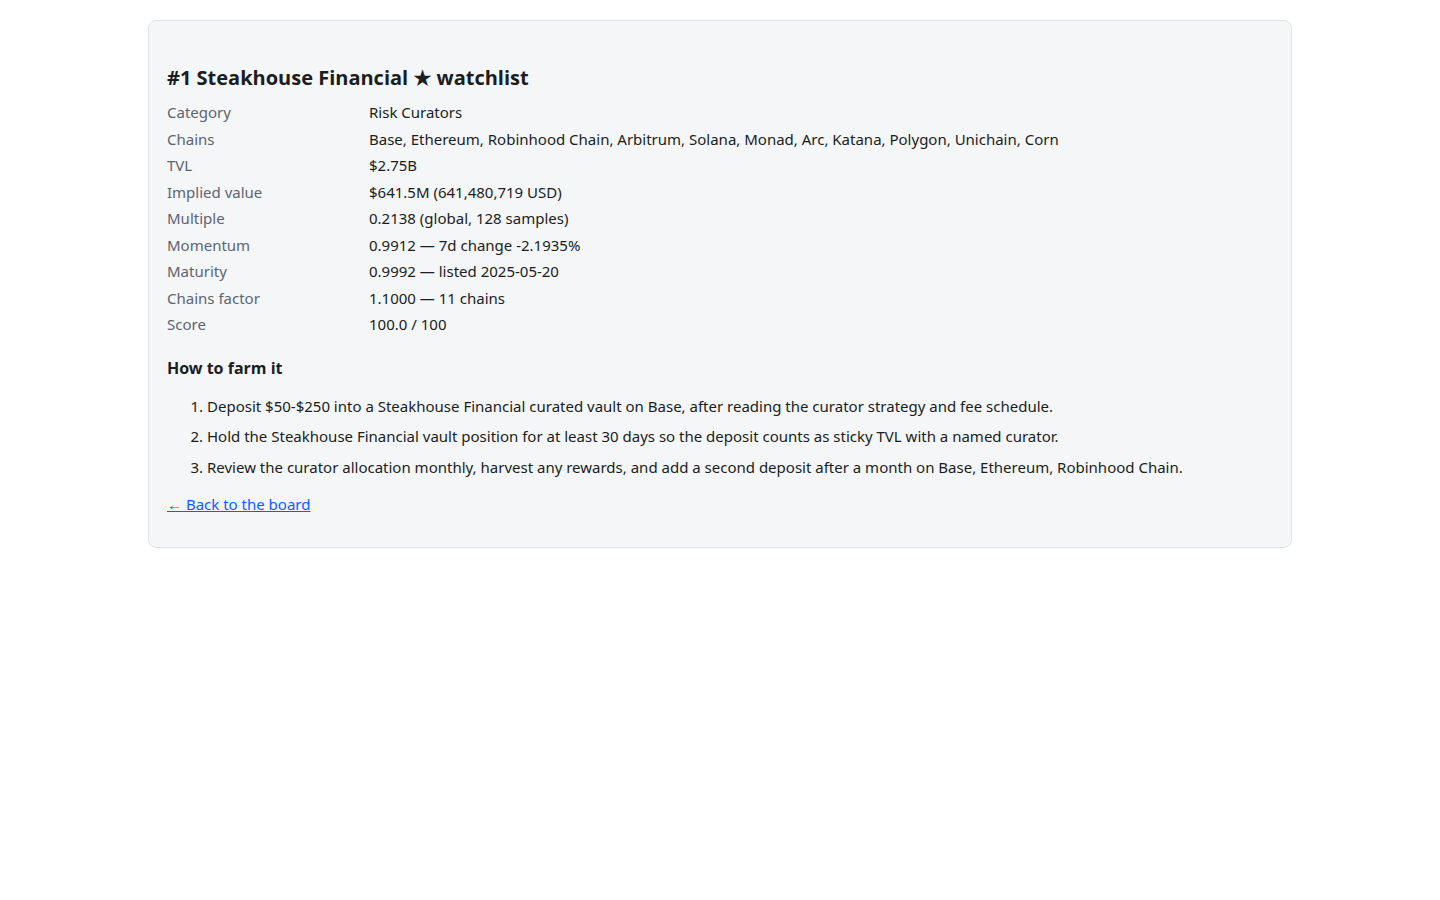 #1 Steakhouse Financial ★ watchlist
Category Risk Curators
Chains Base, Ethereum, Robinhood Chain, Arbitrum, Solana, Monad, Arc, Katana, Polygon, Unichain, Corn
TVL $2.75B
Implied value $641.5M (641,480,719 USD)
Multiple 0.2138 (global, 128 samples)
Momentum 0.9912 — 7d change -2.1935%
Maturity 0.9992 — listed 2025-05-20
Chains factor 1.1000 — 11 chains
Score 100.0 / 100
How to farm it
1. Deposit $50-$250 into a Steakhouse Financial curated vault on Base, after reading the curator strategy and fee schedule.
2. Hold the Steakhouse Financial vault position for at least 30 days so the deposit counts as sticky TVL with a named curator.
3. Review the curator allocation monthly, harvest any rewards, and add a second deposit after a month on Base, Ethereum, Robinhood Chain.
← Back to the board